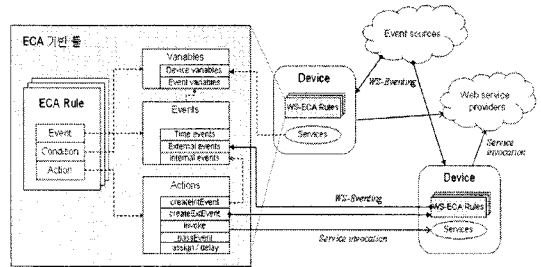 ECA 기반 룰
ECA Rule
Event
Condition
Action
Variables
Device variables
Event variables
Events
Time events
External events
Internal events
Actions
createIntEvent
createExtEvent
invoke
passEvent
assign / delay
Device
WS-ECA Rules
Services
Event sources
WS-Eventing
Web service
providers
Service
invocation
Device
WS-ECA Rules
Services
WS-Eventing
Service invocation